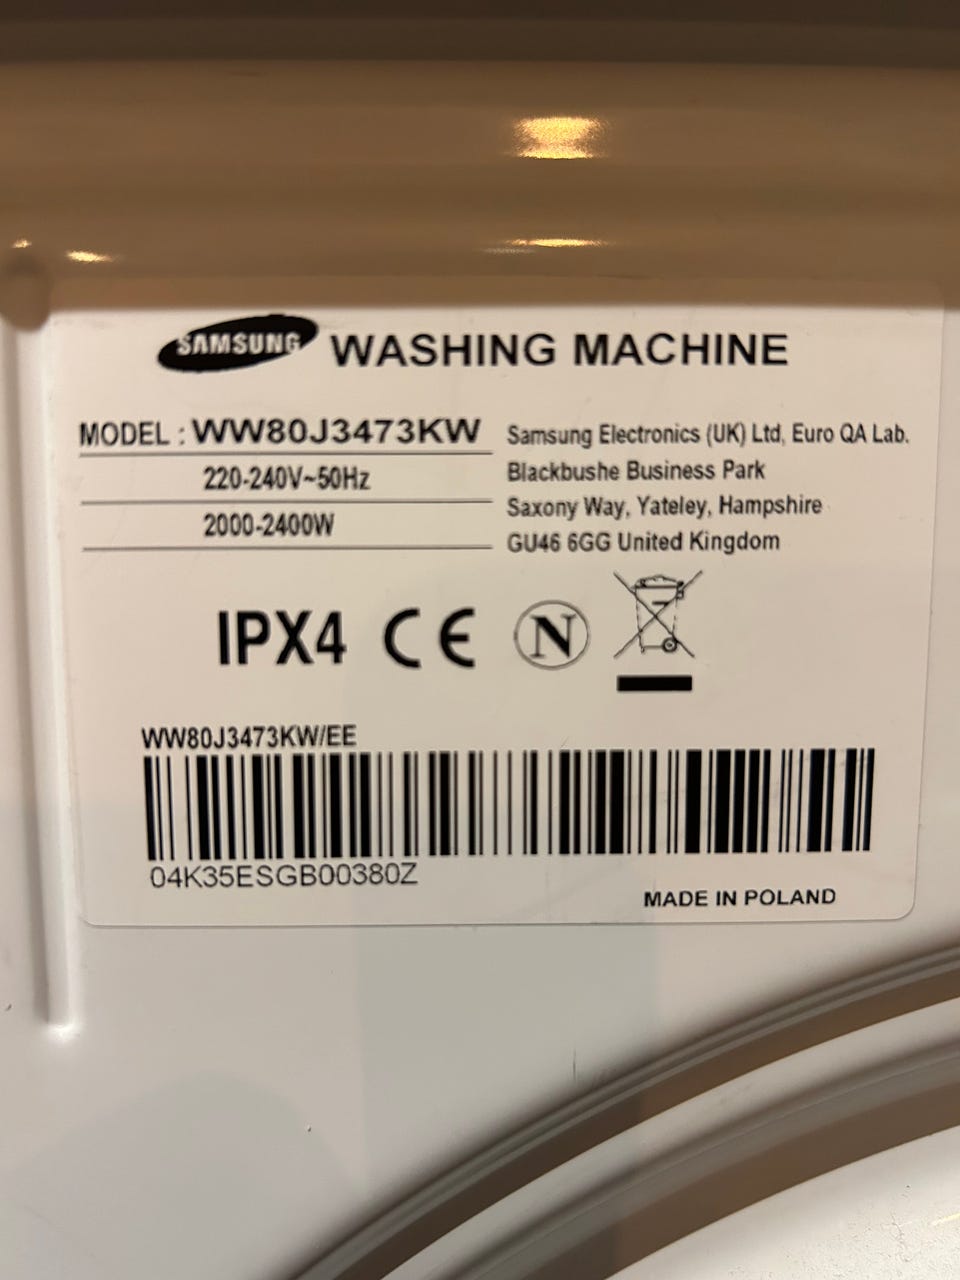 SAMSUNG WASHING MACHINE
MODEL : WW80J3473KW
220-240V~50Hz
2000-2400W
Samsung Electronics (UK) Ltd, Euro QA Lab.
Blackbushe Business Park
Saxony Way, Yateley, Hampshire
GU46 6GG United Kingdom
IPX4 CE N
WW80J3473KW/EE
04K35ESGB00380Z
MADE IN POLAND